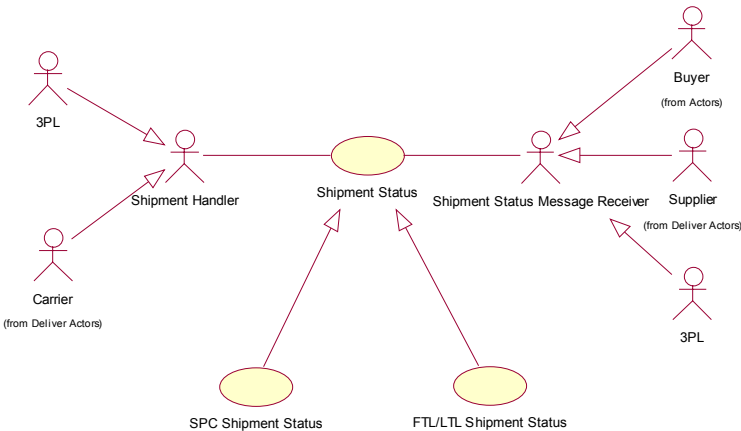 Buyer
(from Actors)
3PL
Shipment Handler
Shipment Status
Shipment Status Message Receiver
Supplier
(from Deliver Actors)
Carrier
(from Deliver Actors)
3PL
SPC Shipment Status
FTL/LTL Shipment Status